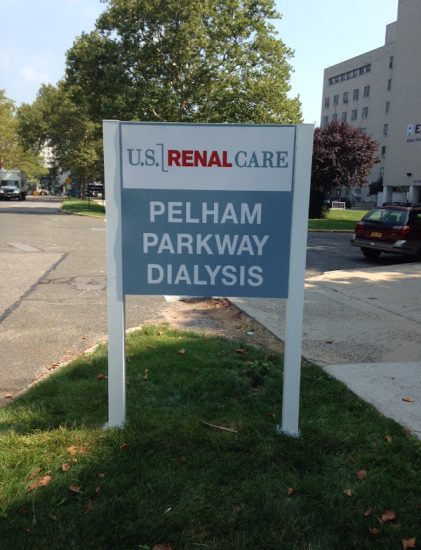 U.S.] RENAL CARE
PELHAM
PARKWAY
DIALYSIS